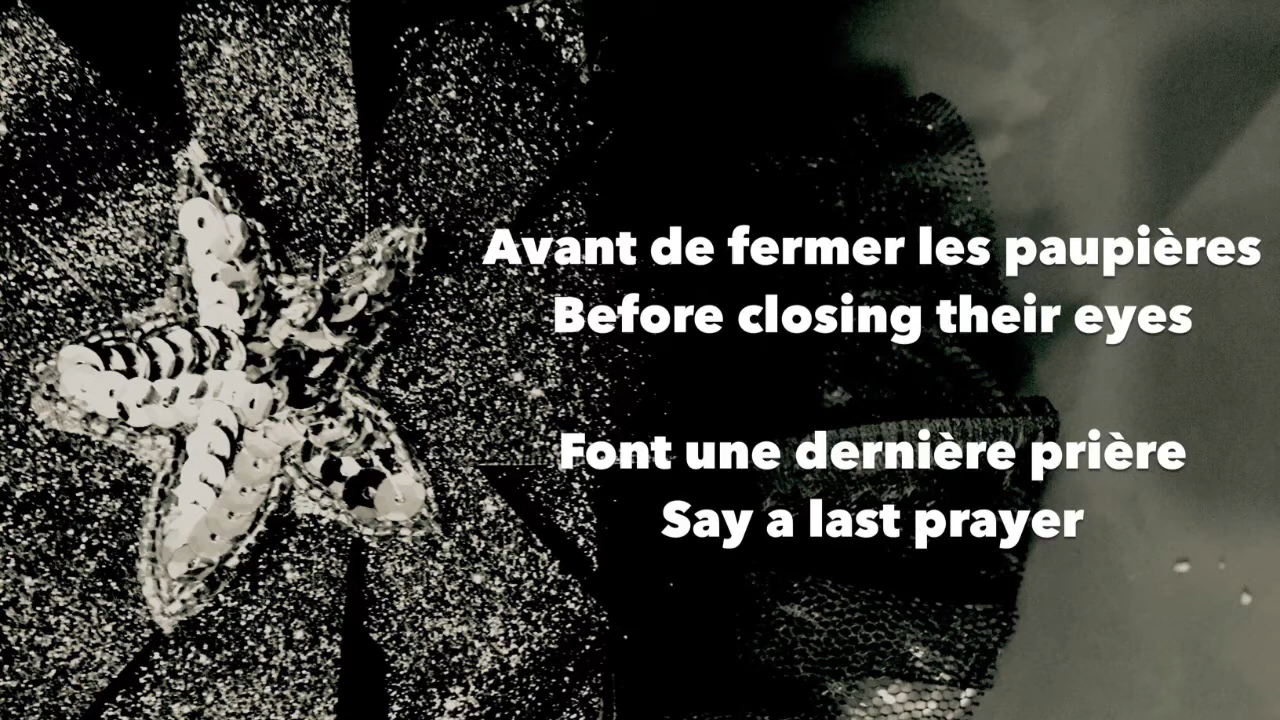 Avant de fermer les paupières
Before closing their eyes
Font une dernière prière
Say a last prayer